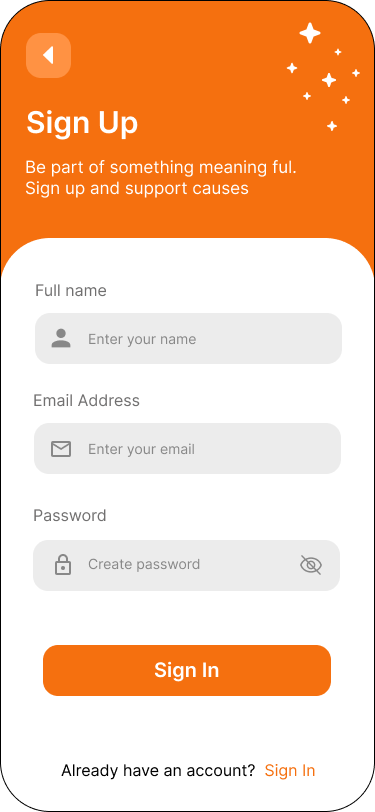 Sign Up
Be part of something meaning ful.
Sign up and support causes
Full name
Enter your name
Email Address
Enter your email
Password
Create password
Sign In
Already have an account? Sign In